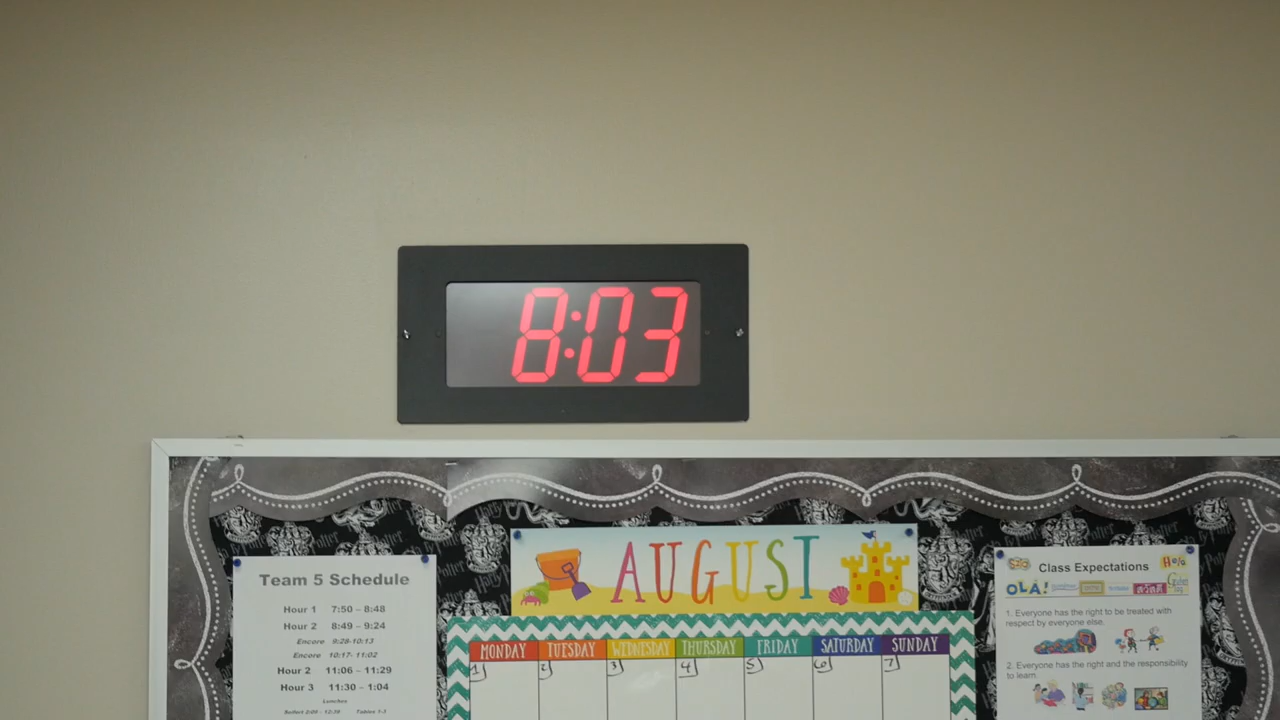 8:03
AUGUST
Team 5 Schedule
Hour 1 7:50 – 8:48
Hour 2 8:49 – 9:24
Encore 9:28-10:13
Encore 10:17- 11:02
Hour 2 11:06 – 11:29
Hour 3 11:30 – 1:04
Lunches
MONDAY TUESDAY WEDNESDAY THURSDAY FRIDAY SATURDAY SUNDAY
1 2 3 4 5 6 7
Class Expectations
OLÁ!
1. Everyone has the right to be treated with
respect by everyone else.
2. Everyone has the right and the responsibility
to learn.